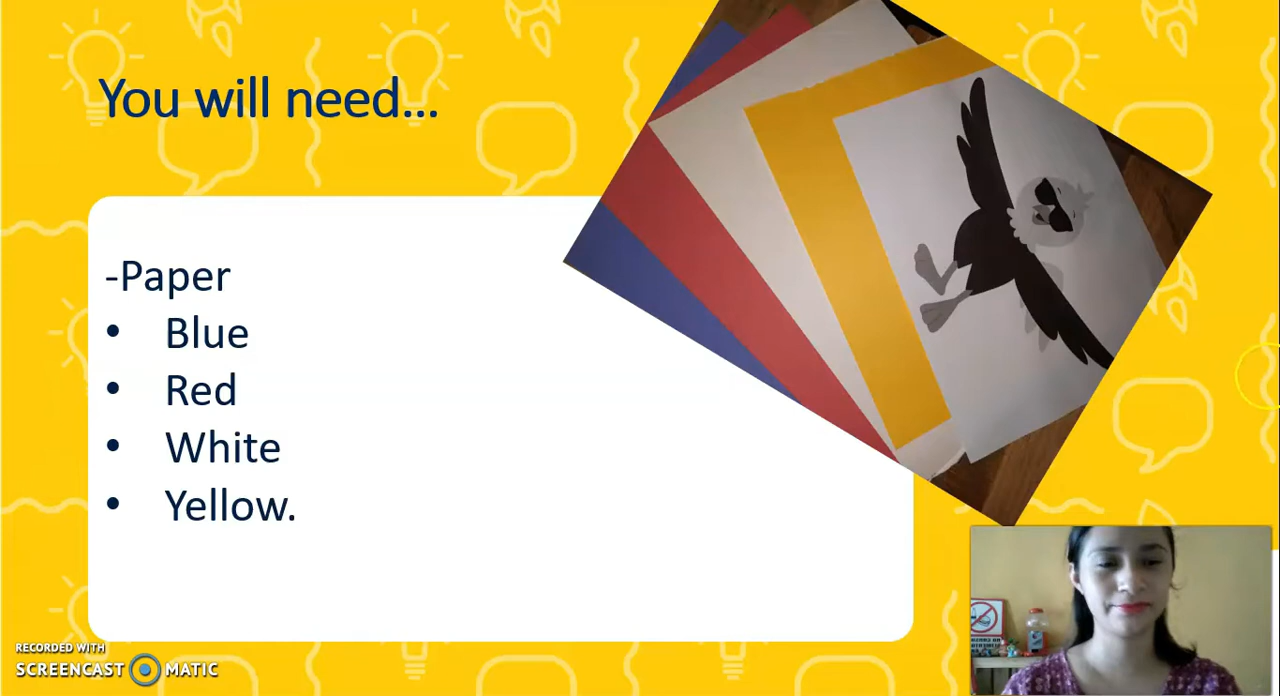 You will need...
-Paper
• Blue
• Red
• White
• Yellow.
RECORDED WITH
SCREENCAST MATIC